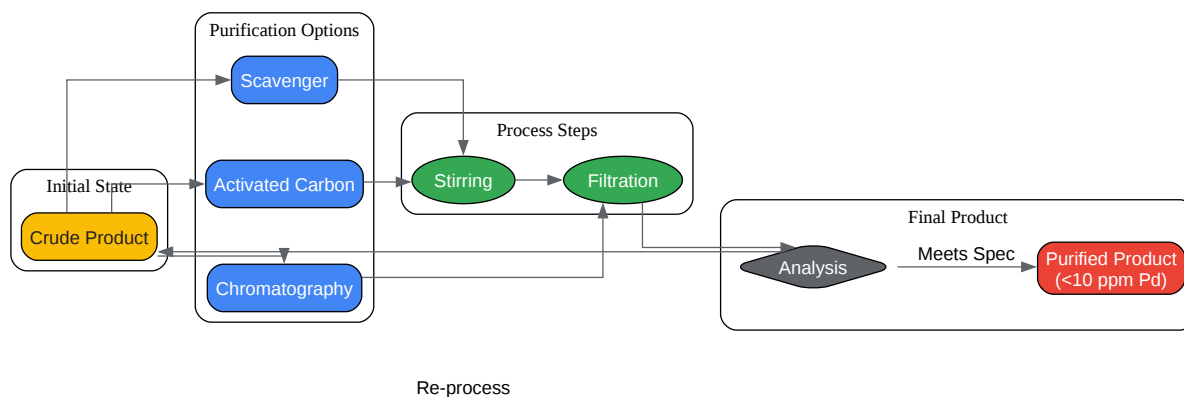 Purification Options
Scavenger
Activated Carbon
Chromatography
Initial State
Crude Product
Process Steps
Stirring
Filtration
Final Product
Analysis
Meets Spec
Purified Product
(<10 ppm Pd)
Re-process